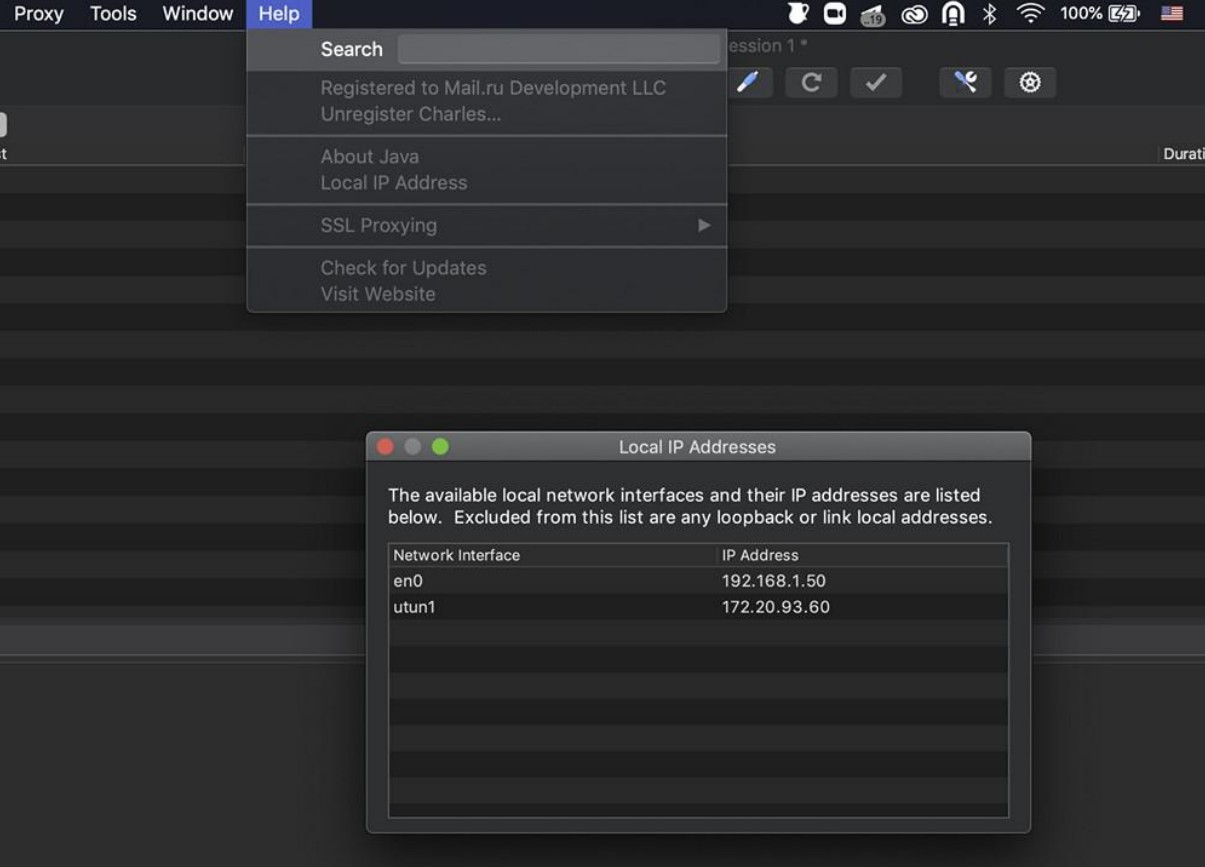 Proxy Tools Window Help 100%
Search
ession 1 *
Registered to Mail.ru Development LLC
Unregister Charles...
st Durati
About Java
Local IP Address
SSL Proxying
Check for Updates
Visit Website
Local IP Addresses
The available local network interfaces and their IP addresses are listed
below. Excluded from this list are any loopback or link local addresses.
Network Interface IP Address
en0 192.168.1.50
utun1 172.20.93.60